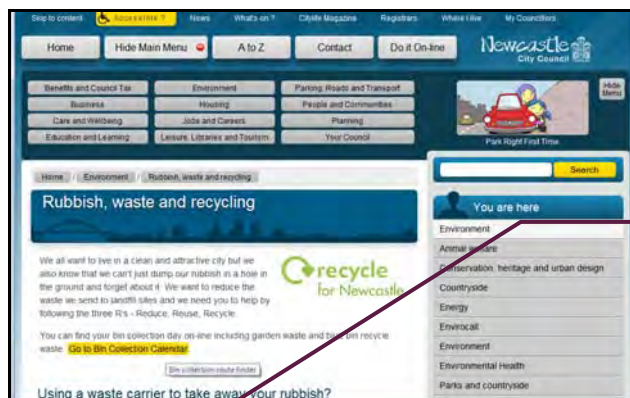 Skip to content Accessible ? News What's on ? Citylife Magazine Registrars Where I live My Councillors
Home Hide Main Menu A to Z Contact Do it On-line Newcastle
City Council
Benefits and Council Tax Environment Parking, Roads and Transport
Business Housing People and Communities
Care and Wellbeing Jobs and Careers Planning
Education and Learning Leisure, Libraries and Tourism Your Council
Hide Menu
Park Right First Time
Home / Environment / Rubbish, waste and recycling
Search
Rubbish, waste and recycling
We all want to live in a clean and attractive city but we
also know that we can't just dump our rubbish in a hole in
the ground and forget about it. We want to reduce the
waste we send to landfill sites and we need you to help by
following the three R's - Reduce, Reuse, Recycle.
recycle
for Newcastle
You can find your bin collection day on-line including garden waste and blue bin recycle
waste. Go to Bin Collection Calendar.
Bin collection route finder
Using a waste carrier to take away your rubbish?
You are here
Environment
Animal welfare
Conservation, heritage and urban design
Countryside
Energy
Envirocall
Environment
Environmental Health
Parks and countryside